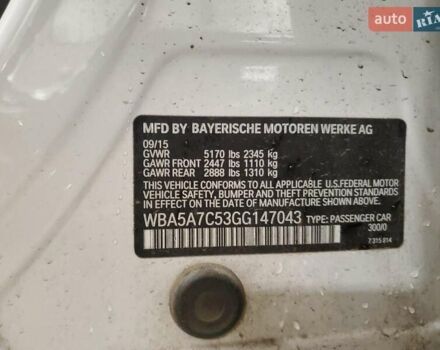 auto RIA
MFD BY BAYERISCHE MOTOREN WERKE AG
09/15
GVWR 5170 lbs 2345 kg
GAWR FRONT 2447 lbs 1110 kg
GAWR REAR 2888 lbs 1310 kg
THIS VEHICLE CONFORMS TO ALL APPLICABLE U.S.FEDERAL MOTOR
VEHICLE SAFETY, BUMPER AND THEFT PREVENTION
STANDARDS IN EFFECT ON THE DATE OF MANUFACTURE
SHOWN ABOVE.
WBA5A7C53GG147043 TYPE: PASSENGER CAR
300/0
7 315 814